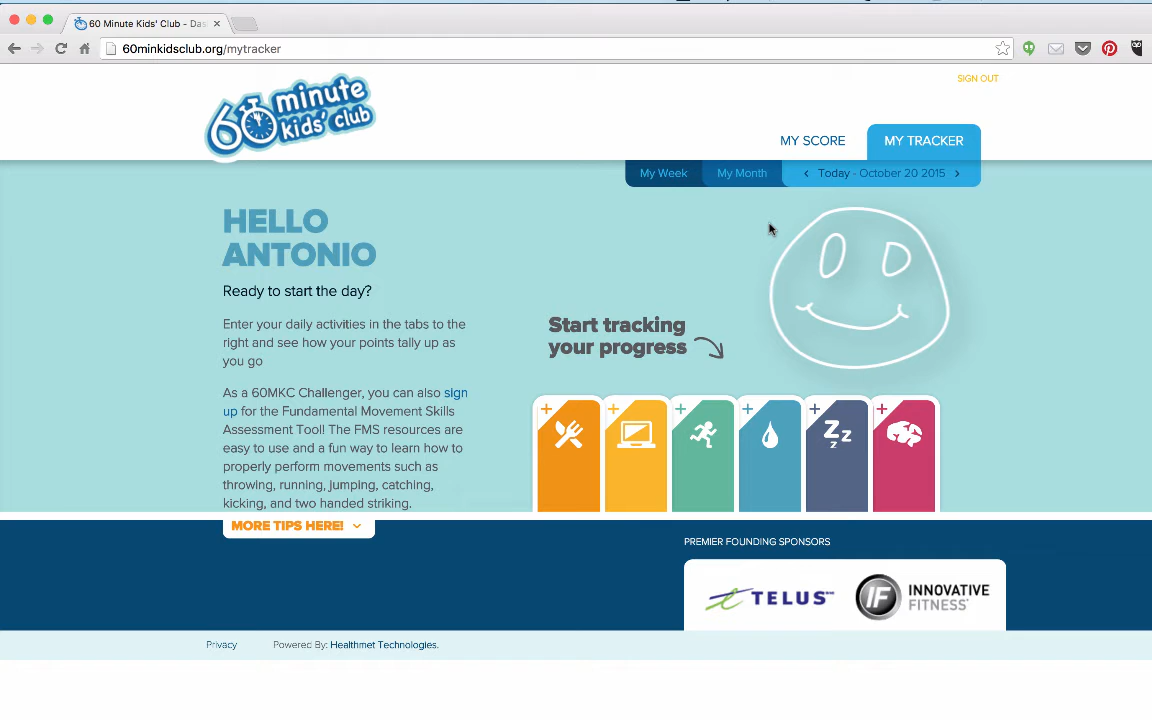 60 Minute Kids' Club - Das
60minkidsclub.org/mytracker
SIGN OUT
60 minute
kids' club
MY SCORE
MY TRACKER
My Week
My Month
Today - October 20 2015
HELLO
ANTONIO
Ready to start the day?
Enter your daily activities in the tabs to the
right and see how your points tally up as
you go
As a 60MKC Challenger, you can also sign
up for the Fundamental Movement Skills
Assessment Tool! The FMS resources are
easy to use and a fun way to learn how to
properly perform movements such as
throwing, running, jumping, catching,
kicking, and two handed striking.
Start tracking
your progress
Z z z
MORE TIPS HERE!
PREMIER FOUNDING SPONSORS
TELUS
IF INNOVATIVE
FITNESS
Privacy
Powered By: Healthmet Technologies.